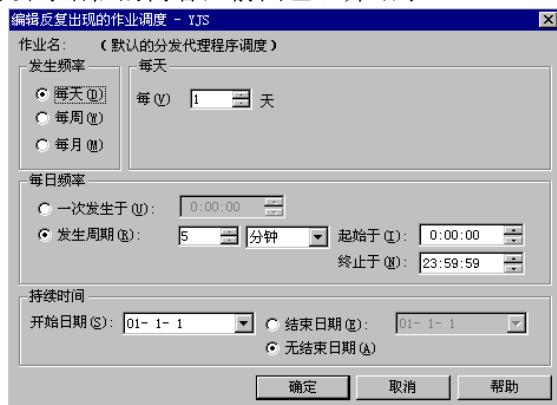 编辑反复出现的作业调度 - YJS
作业名: (默认的分发代理程序调度)
发生频率
每天(D)
每周(W)
每月(M)
每天
每(V) 1 天
每日频率
一次发生于(U): 0:00:00
发生周期(R): 5 分钟 起始于(I): 0:00:00
终止于(N): 23:59:59
持续时间
开始日期(S): 01- 1- 1 结束日期(E): 01- 1- 1
无结束日期(A)
确定 取消 帮助